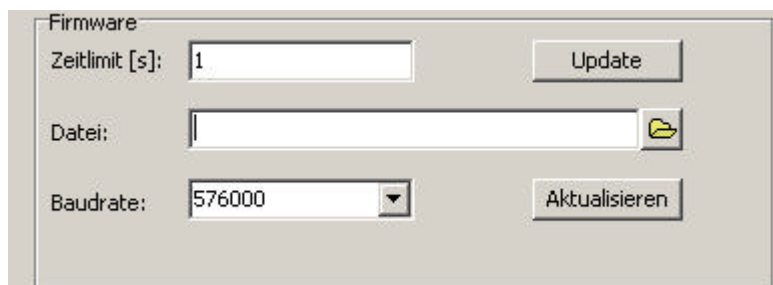 Firmware
Zeitlimit [s]: 1 Update
Datei:
Baudrate: 576000 Aktualisieren